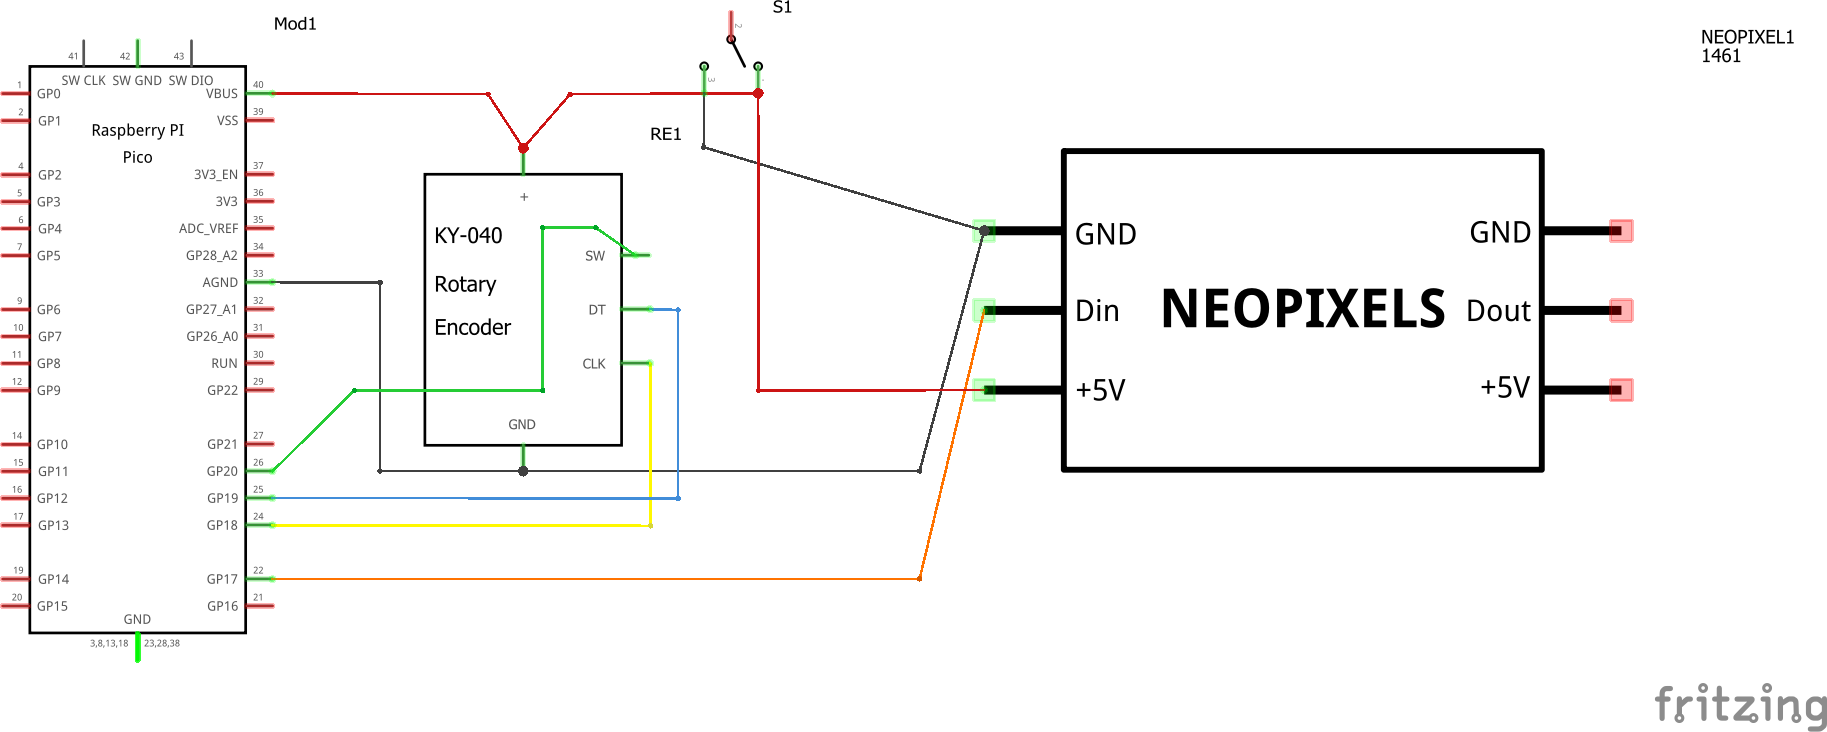 Mod1
S1
NEOPIXEL1
1461
41 42 43
SW CLK SW GND SW DIO
2
3
1 GP0 VBUS 40
2 GP1 VSS 39
Raspberry PI
Pico
RE1
4 GP2 3V3_EN 37
5 GP3 3V3 36
6 GP4 ADC_VREF 35
7 GP5 GP28_A2 34
AGND 33
9 GP6 GP27_A1 32
10 GP7 GP26_A0 31
11 GP8 RUN 30
12 GP9 GP22 29
14 GP10 GP21 27
15 GP11 GP20 26
16 GP12 GP19 25
17 GP13 GP18 24
19 GP14 GP17 22
20 GP15 GP16 21
GND
3,8,13,18 23,28,38
+
KY-040
Rotary
Encoder
SW
DT
CLK
GND
GND GND
Din NEOPIXELS Dout
+5V +5V
fritzing